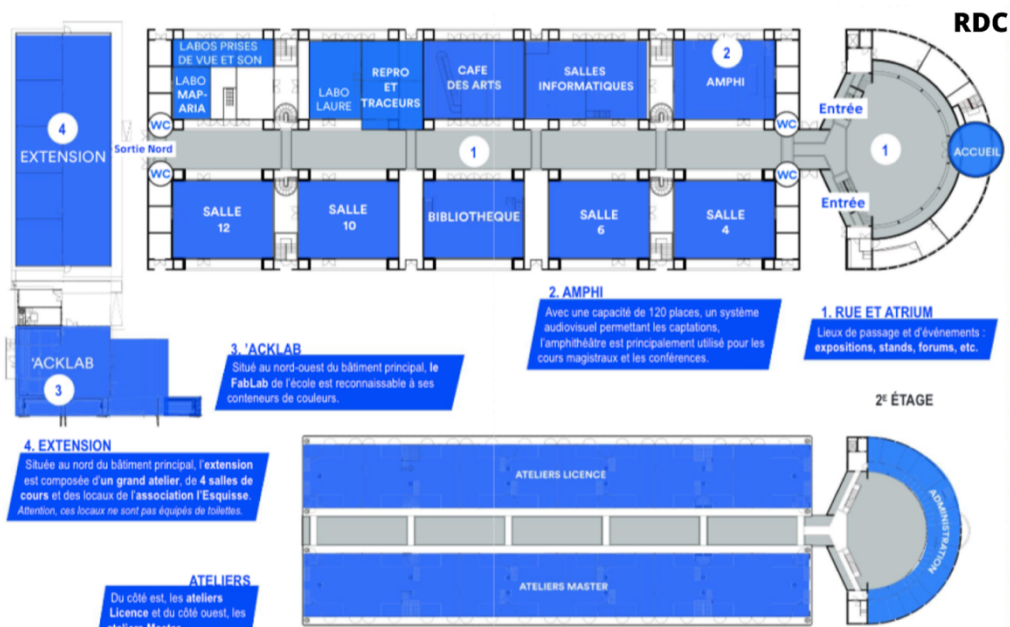 RDC
LABOS PRISES
DE VUE ET SON
LABO
MAP-
ARIA
LABO
LAURE
REPRO
ET
TRACEURS
CAFE
DES ARTS
SALLES
INFORMATIQUES
2
AMPHI
4
EXTENSION
WC
Sortie Nord
WC
1
WC
WC
Entrée
1
Entrée
ACCUEIL
SALLE
12
SALLE
10
BIBLIOTHEQUE
SALLE
6
SALLE
4
'ACKLAB
3
3. 'ACKLAB
Situé au nord-ouest du bâtiment principal, le
FabLab de l'école est reconnaissable à ses
conteneurs de couleurs.
2. AMPHI
Avec une capacité de 120 places, un système
audiovisuel permettant les captations,
l'amphithéâtre est principalement utilisé pour les
cours magistraux et les conférences.
1. RUE ET ATRIUM
Lieux de passage et d'événements :
expositions, stands, forums, etc.
4. EXTENSION
Située au nord du bâtiment principal, l'extension
est composée d'un grand atelier, de 4 salles de
cours et des locaux de l'association l'Esquisse.
Attention, ces locaux ne sont pas équipés de toilettes.
2E ÉTAGE
ATELIERS LICENCE
ATELIERS MASTER
ADMINISTRATION
ATELIERS
Du côté est, les ateliers
Licence et du côté ouest, les
ateliers Master